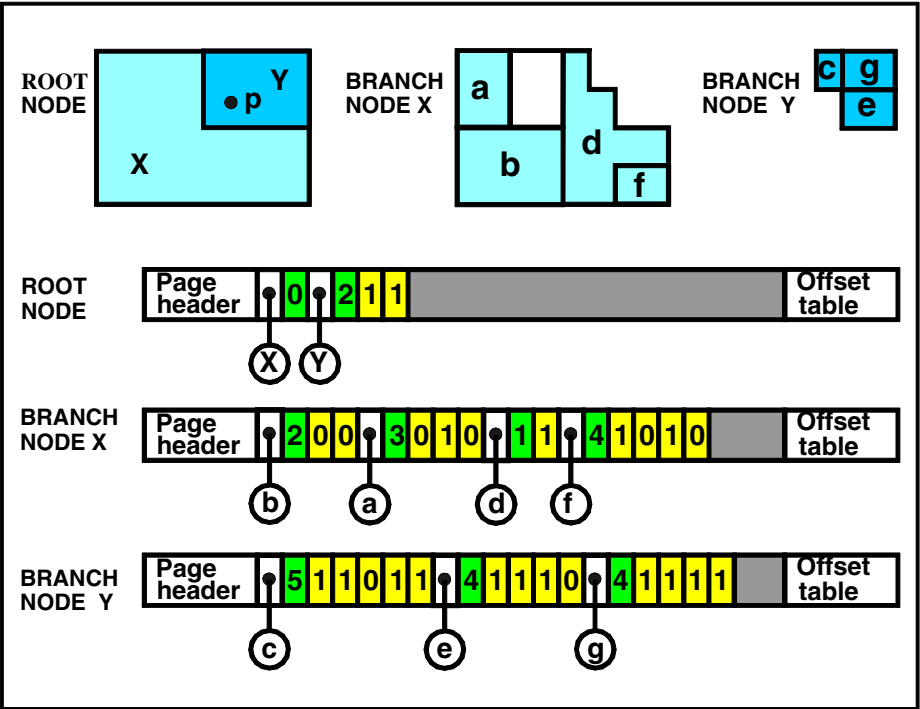 ROOT
NODE
X
Y
p
BRANCH
NODE X
a
b
d
f
BRANCH
NODE Y
c g
e
ROOT
NODE
Page
header
0 2 1 1
Offset
table
X Y
BRANCH
NODE X
Page
header
2 0 0 3 0 1 0 1 1 4 1 0 1 0
Offset
table
b a d f
BRANCH
NODE Y
Page
header
5 1 1 0 1 1 4 1 1 1 0 4 1 1 1 1
Offset
table
c e g